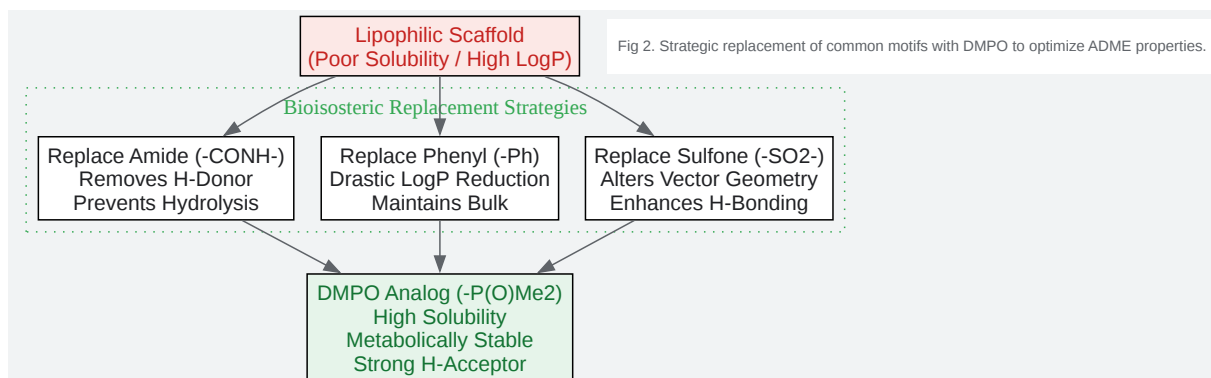 Lipophilic Scaffold
(Poor Solubility / High LogP)
Fig 2. Strategic replacement of common motifs with DMPO to optimize ADME properties.
Bioisosteric Replacement Strategies
Replace Amide (-CONH-)
Removes H-Donor
Prevents Hydrolysis
Replace Phenyl (-Ph)
Drastic LogP Reduction
Maintains Bulk
Replace Sulfone (-SO2-)
Alters Vector Geometry
Enhances H-Bonding
DMPO Analog (-P(O)Me2)
High Solubility
Metabolically Stable
Strong H-Acceptor